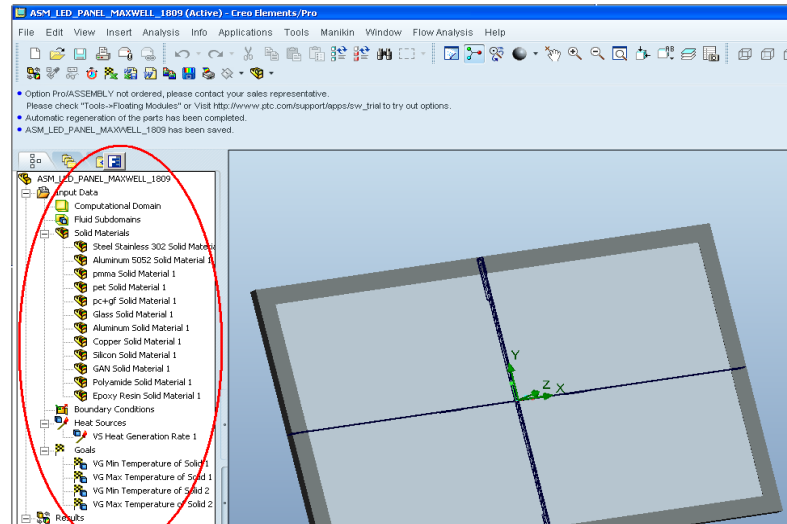 ASM_LED_PANEL_MAXWELL_1809 (Active) - Creo Elements/Pro
File Edit View Insert Analysis Info Applications Tools Manikin Window Flow Analysis Help
Option Pro/ASSEMBLY not ordered, please contact your sales representative.
Please check "Tools->Floating Modules" or Visit http://www.ptc.com/support/apps/sw_trial to try out options.
Automatic regeneration of the parts has been completed.
ASM_LED_PANEL_MAXWELL_1809 has been saved.
ASM_LED_PANEL_MAXWELL_1809
Input Data
Computational Domain
Fluid Subdomains
Solid Materials
Steel Stainless 302 Solid Materia
Aluminum 5052 Solid Material 1
pmma Solid Material 1
pet Solid Material 1
pc+gf Solid Material 1
Glass Solid Material 1
Aluminum Solid Material 1
Copper Solid Material 1
Silicon Solid Material 1
GAN Solid Material 1
Polyamide Solid Material 1
Epoxy Resin Solid Material 1
Boundary Conditions
Heat Sources
VS Heat Generation Rate 1
Goals
VG Min Temperature of Solid 1
VG Max Temperature of Solid 1
VG Min Temperature of Solid 2
VG Max Temperature of Solid 2
Results
Y
Z
X